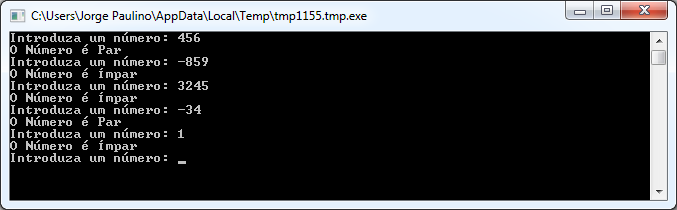 C:\Users\Jorge Paulino\AppData\Local\Temp\tmp1155.tmp.exe
Introduza um número: 456
O Número é Par
Introduza um número: -859
O Número é ímpar
Introduza um número: 3245
O Número é ímpar
Introduza um número: -34
O Número é Par
Introduza um número: 1
O Número é ímpar
Introduza um número: _